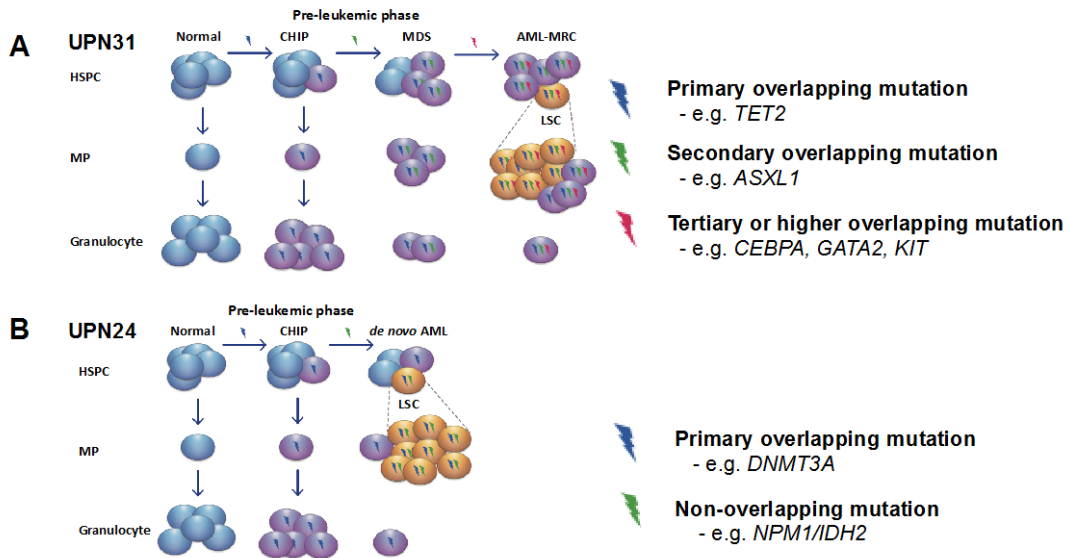 Pre-leukemic phase
A UPN31 Normal CHIP MDS AML-MRC
HSPC
LSC
MP
Granulocyte
Primary overlapping mutation
- e.g. TET2
Secondary overlapping mutation
- e.g. ASXL1
Tertiary or higher overlapping mutation
- e.g. CEBPA, GATA2, KIT
Pre-leukemic phase
B UPN24 Normal CHIP de novo AML
HSPC
LSC
MP
Granulocyte
Primary overlapping mutation
- e.g. DNMT3A
Non-overlapping mutation
- e.g. NPM1/IDH2